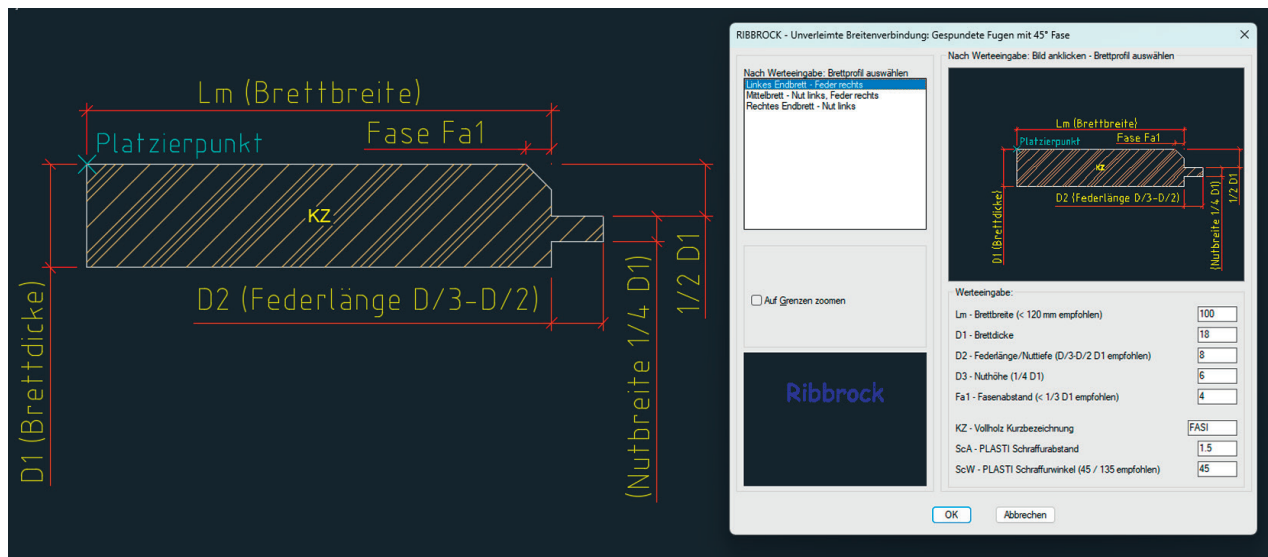 Lm (Brettbreite)
Fase Fa1
Platzierpunkt
KZ
D2 (Federlänge D/3-D/2)
D1 (Brettdicke)
(Nutbreite 1/4 D1)
1/2 D1
RIBBROCK - Unverleimte Breitenverbindung: Gespundete Fugen mit 45° Fase
Nach Werteeingabe: Brettprofil auswählen
Linkes Endbrett - Feder rechts
Mittelbrett - Nut links, Feder rechts
Rechtes Endbrett - Nut links
Auf Grenzen zoomen
Ribbrock
Nach Werteeingabe: Bild anklicken - Brettprofil auswählen
Lm (Brettbreite)
Fase Fa1
Platzierpunkt
KZ
D2 (Federlänge D/3-D/2)
D1 (Brettdicke)
(Nutbreite 1/4 D1)
1/2 D1
Werteeingabe:
Lm - Brettbreite (< 120 mm empfohlen) 100
D1 - Brettdicke 18
D2 - Federlänge/Nuttiefe (D/3-D/2 D1 empfohlen) 8
D3 - Nuthöhe (1/4 D1) 6
Fa1 - Fasenabstand (< 1/3 D1 empfohlen) 4
KZ - Vollholz Kurzbezeichnung FASI
ScA - PLASTI Schraffurabstand 1.5
ScW - PLASTI Schraffurwinkel (45 / 135 empfohlen) 45
OK
Abbrechen